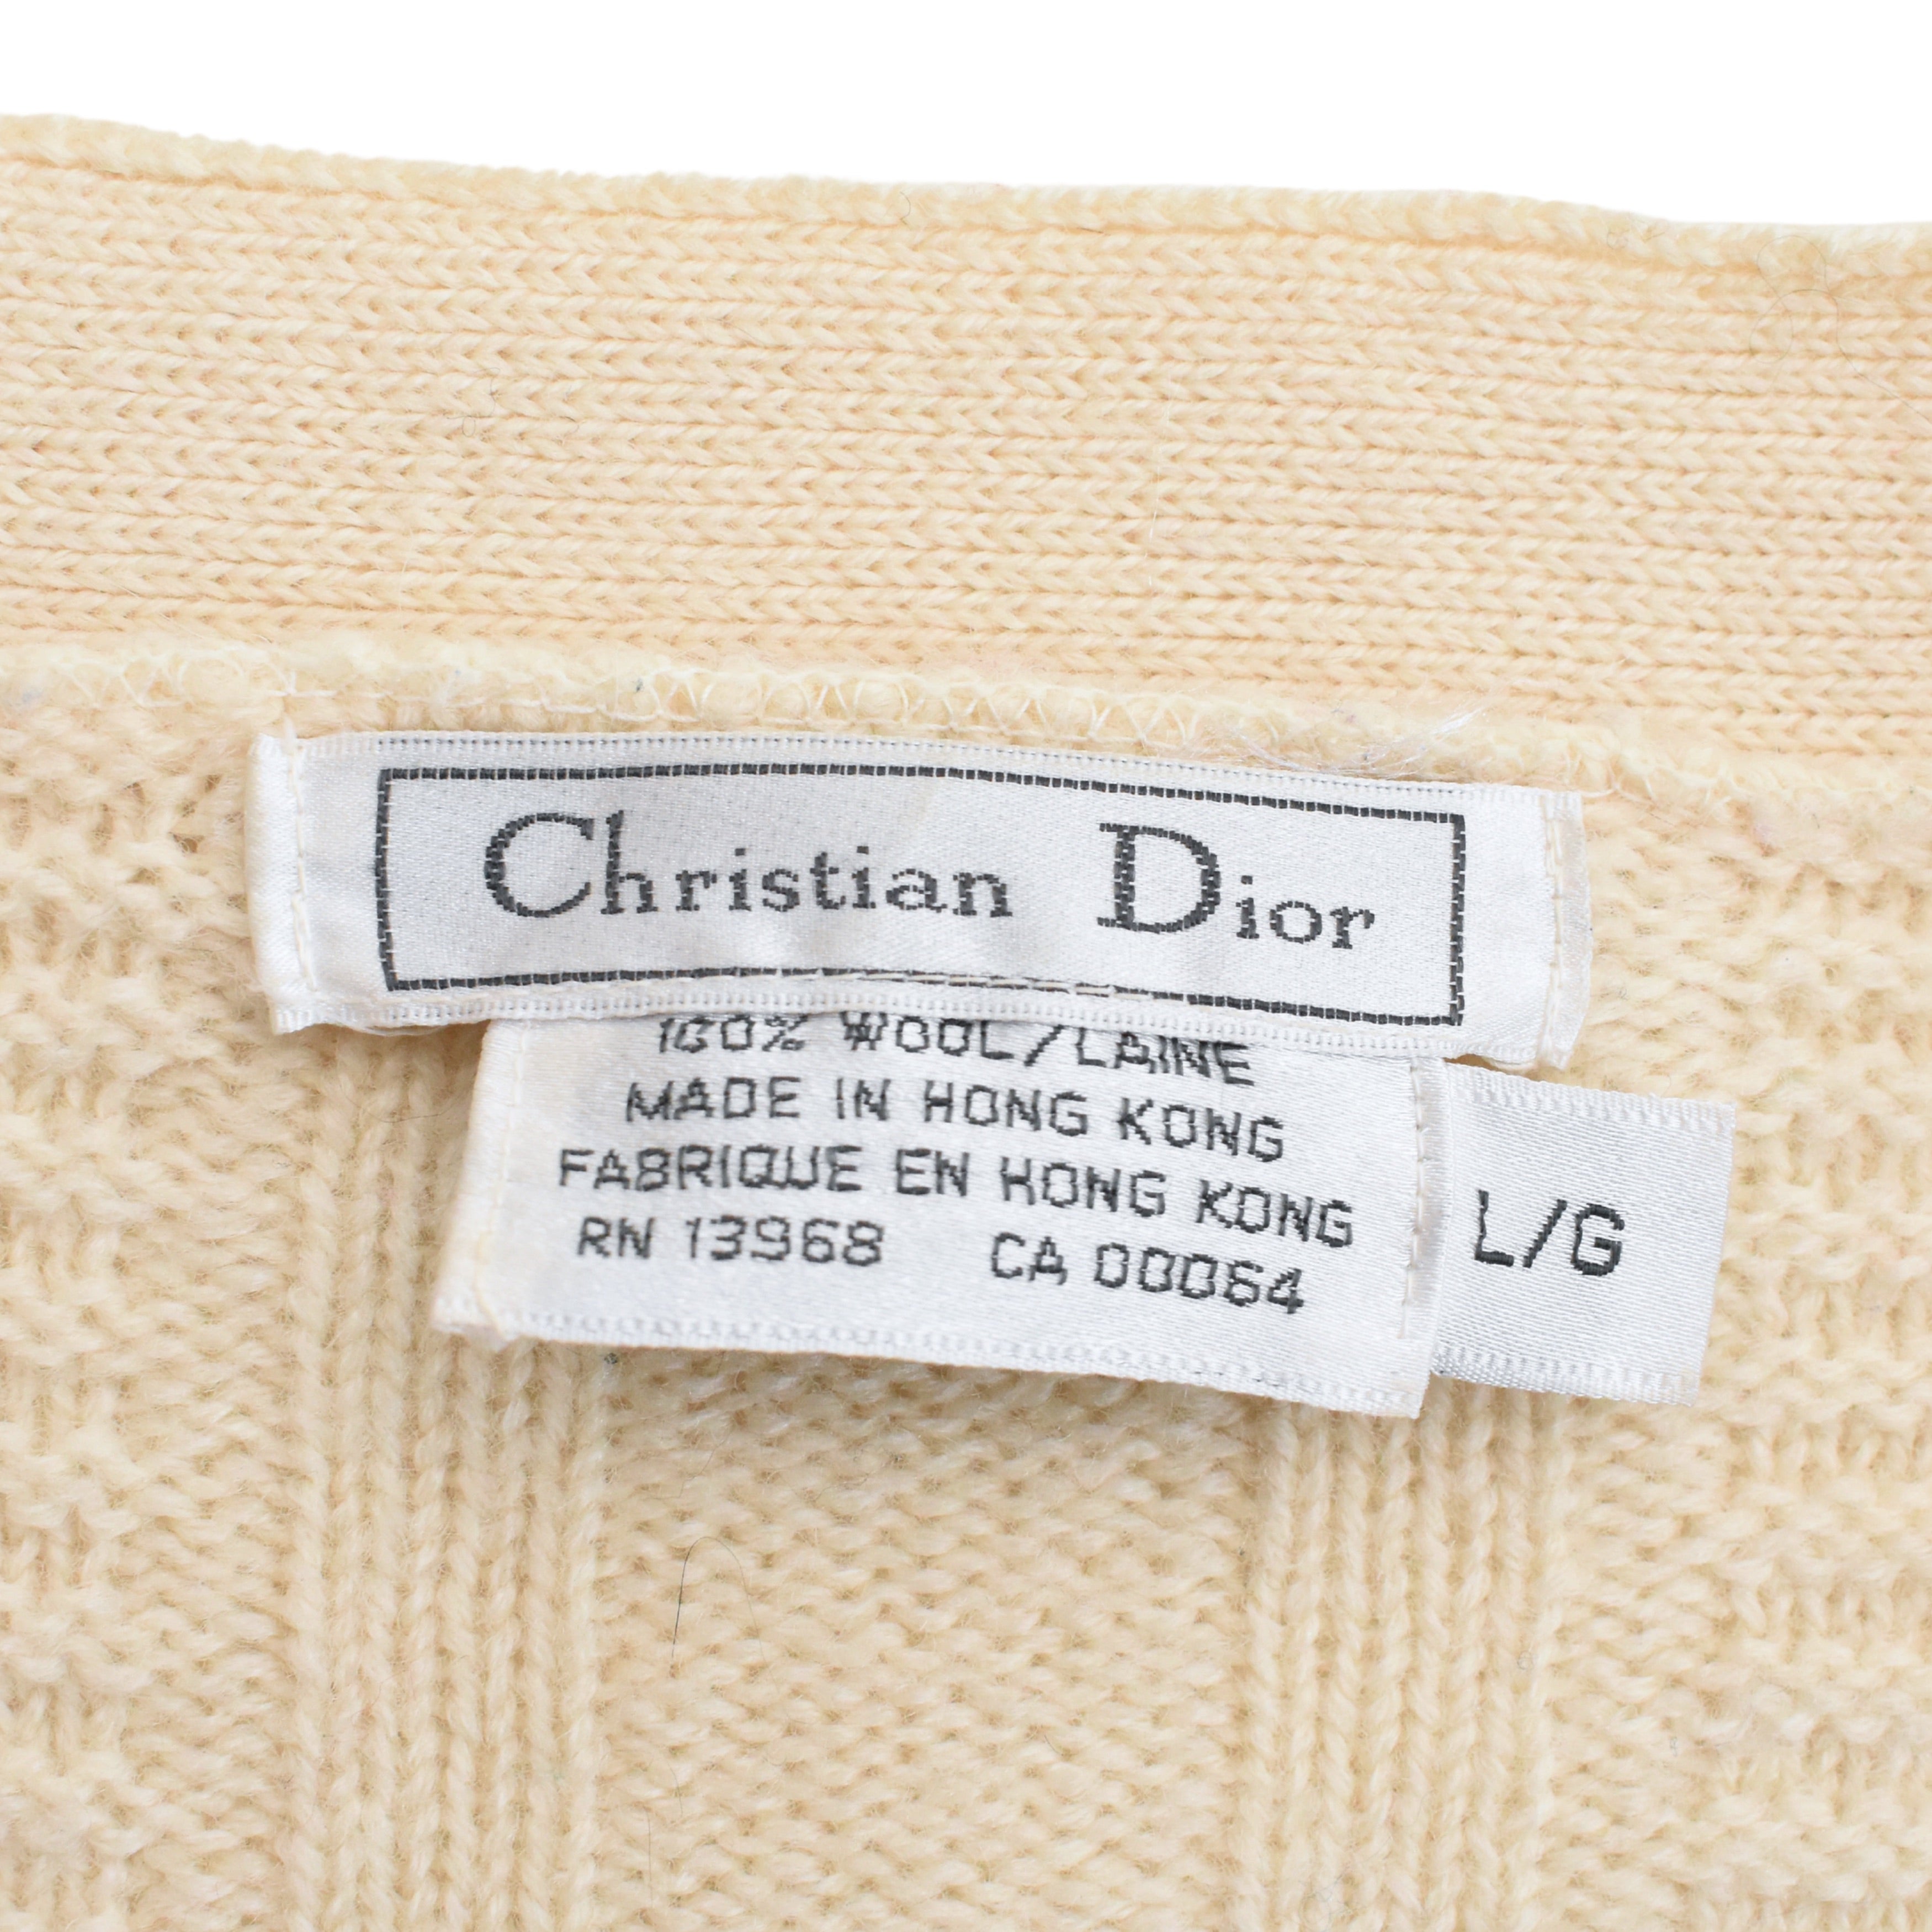 Christian Dior
100% WOOL/LAINE
MADE IN HONG KONG
FABRIQUE EN HONG KONG
RN 13968 CA 00064
L/G